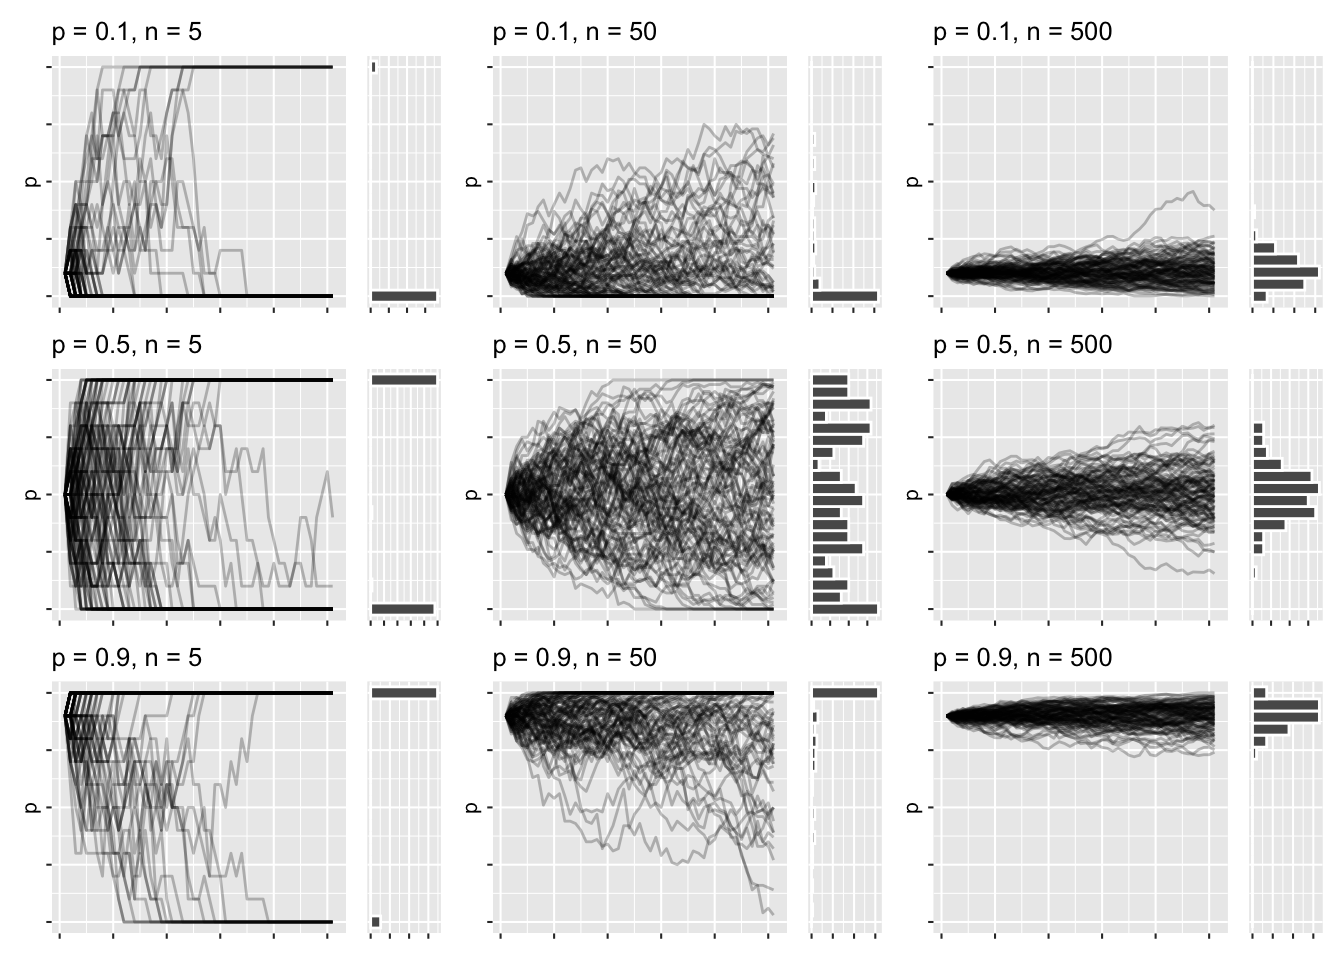 p = 0.1, n = 5
p
p = 0.1, n = 50
p
p = 0.1, n = 500
p
p = 0.5, n = 5
p
p = 0.5, n = 50
p
p = 0.5, n = 500
p
p = 0.9, n = 5
p
p = 0.9, n = 50
p
p = 0.9, n = 500
p